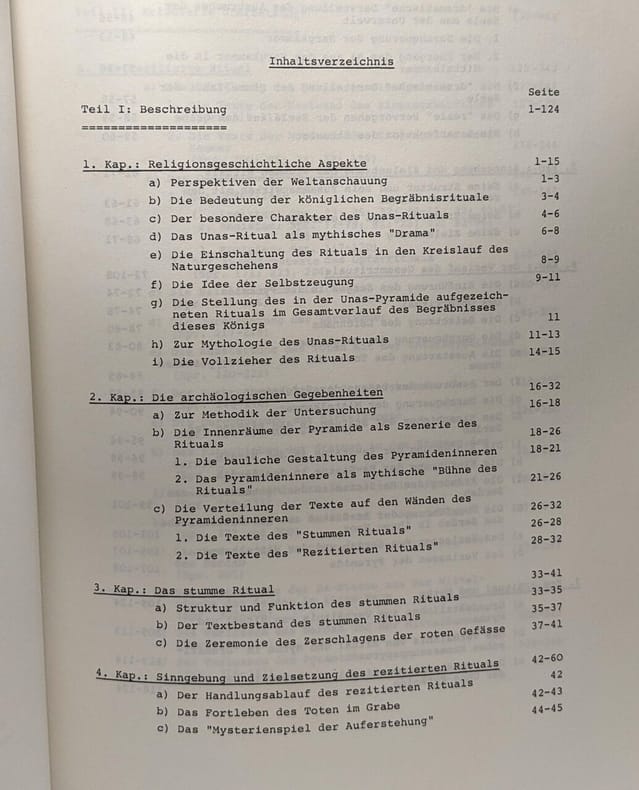 Inhaltsverzeichnis
Seite
Teil I: Beschreibung 1-124
====================
1. Kap.: Religionsgeschichtliche Aspekte 1-15
a) Perspektiven der Weltanschauung 1-3
b) Die Bedeutung der königlichen Begräbnisrituale 3-4
c) Der besondere Charakter des Unas-Rituals 4-6
d) Das Unas-Ritual als mythisches "Drama" 6-8
e) Die Einschaltung des Rituals in den Kreislauf des
Naturgeschehens 8-9
f) Die Idee der Selbstzeugung 9-11
g) Die Stellung des in der Unas-Pyramide aufgezeich-
neten Rituals im Gesamtverlauf des Begräbnisses
dieses Königs 11
h) Zur Mythologie des Unas-Rituals 11-13
i) Die Vollzieher des Rituals 14-15
2. Kap.: Die archäologischen Gegebenheiten 16-32
a) Zur Methodik der Untersuchung 16-18
b) Die Innenräume der Pyramide als Szenerie des
Rituals 18-26
1. Die bauliche Gestaltung des Pyramideninneren 18-21
2. Das Pyramideninnere als mythische "Bühne des
Rituals" 21-26
c) Die Verteilung der Texte auf den Wänden des
Pyramideninneren 26-32
1. Die Texte des "Stummen Rituals" 26-28
2. Die Texte des "Rezitierten Rituals" 28-32
3. Kap.: Das stumme Ritual 33-41
a) Struktur und Funktion des stummen Rituals 33-35
b) Der Textbestand des stummen Rituals 35-37
c) Die Zeremonie des Zerschlagens der roten Gefässe 37-41
4. Kap.: Sinngebung und Zielsetzung des rezitierten Rituals 42-60
a) Der Handlungsablauf des rezitierten Rituals 42
b) Das Fortleben des Toten im Grabe 42-43
c) Das "Mysterienspiel der Auferstehung" 44-45